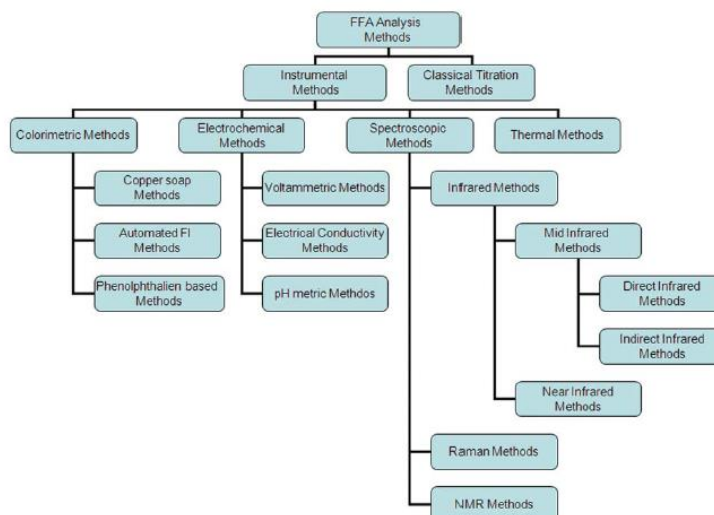 FFA Analysis
Methods
Instrumental
Methods
Classical Titration
Methods
Colorimetric Methods
Electrochemical
Methods
Spectroscopic
Methods
Thermal Methods
Copper soap
Methods
Voltammetric Methods
Infrared Methods
Automated FI
Methods
Electrical Conductivity
Methods
Mid Infrared
Methods
Phenolphthalien based
Methods
pH metric Methdos
Direct Infrared
Methods
Indirect Infrared
Methods
Near Infrared
Methods
Raman Methods
NMR Methods